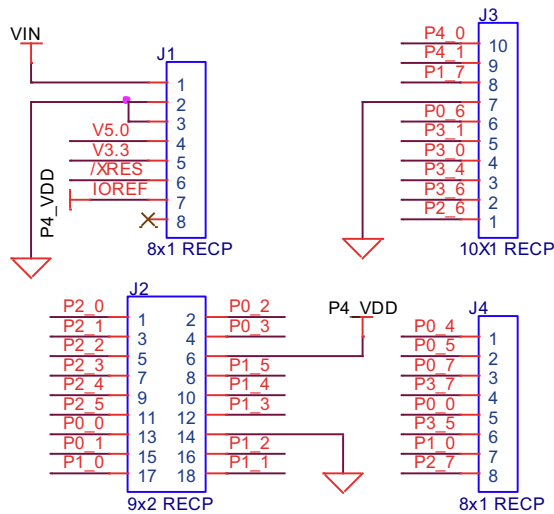 VIN
J1
1
2
3
V5.0 4
V3.3 5
/XRES 6
IOREF 7
8
P4_VDD
8x1 RECP
J3
P4_0 10
P4_1 9
P1_7 8
7
P0_6 6
P3_1 5
P3_0 4
P3_4 3
P3_6 2
P2_6 1
10X1 RECP
J2
P2_0 1 2 P0_2
P2_1 3 4 P0_3
P2_2 5 6
P2_3 7 8 P1_5
P2_4 9 10 P1_4
P2_5 11 12 P1_3
P0_0 13 14
P0_1 15 16 P1_2
P1_0 17 18 P1_1
9x2 RECP
P4_VDD
J4
P0_4 1
P0_5 2
P0_7 3
P3_7 4
P0_0 5
P3_5 6
P1_0 7
P2_7 8
8x1 RECP